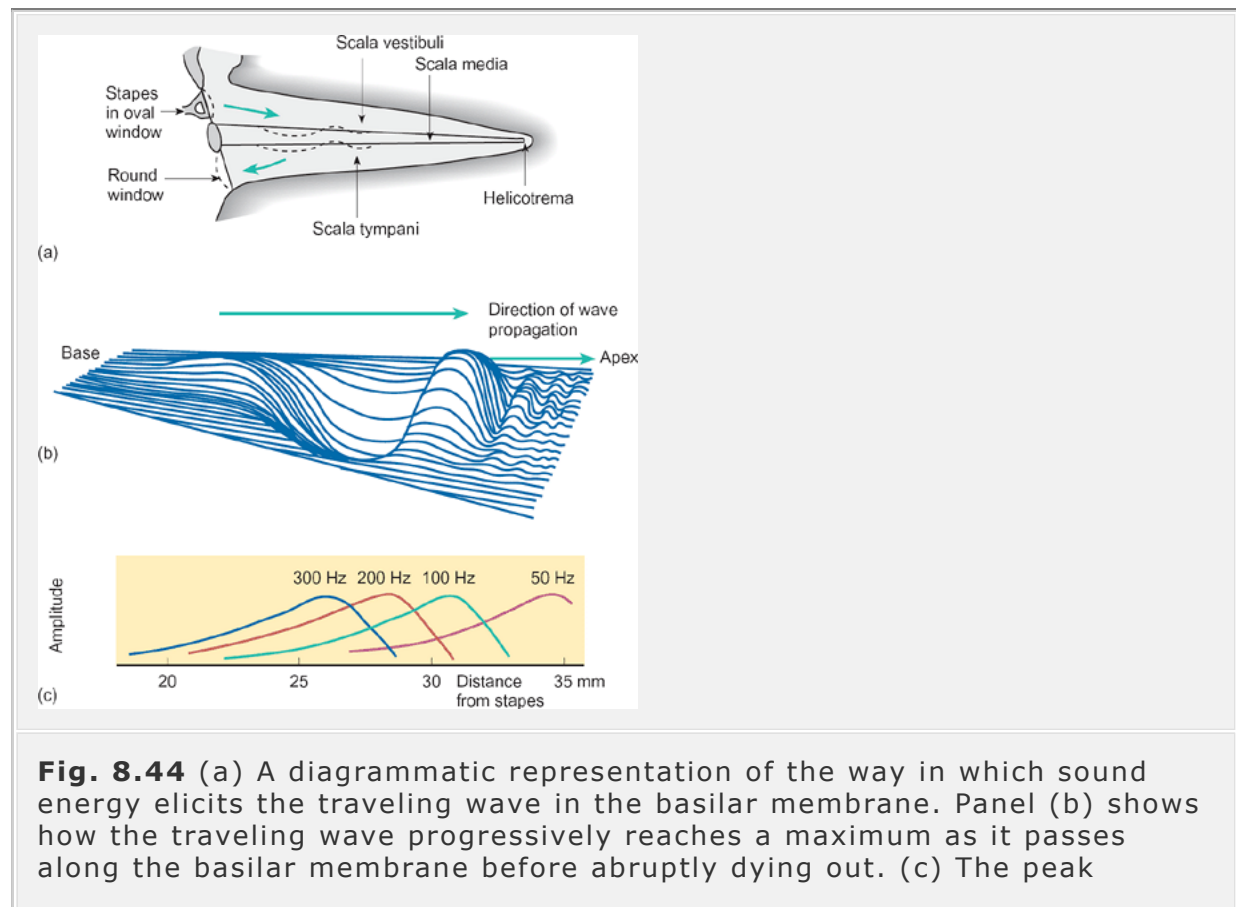 Scala vestibuli
Scala media
Stapes
in oval
window
Round
window
Helicotrema
Scala tympani
(a)
Direction of wave
propagation
Base
Apex
(b)
300 Hz 200 Hz 100 Hz 50 Hz
Amplitude
20 25 30 Distance 35 mm
from stapes
(c)
Fig. 8.44 (a) A diagrammatic representation of the way in which sound
energy elicits the traveling wave in the basilar membrane. Panel (b) shows
how the traveling wave progressively reaches a maximum as it passes
along the basilar membrane before abruptly dying out. (c) The peak